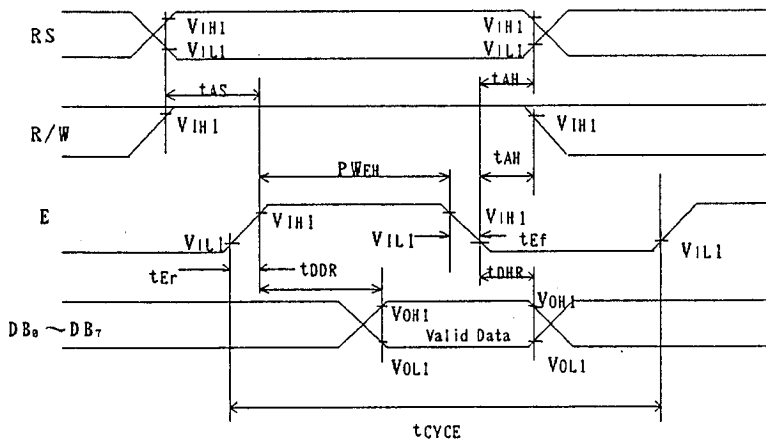 RS
VIH1
VIL1
VIH1
VIL1
tAS
tAH
R/W
VIH1
VIH1
tAH
PWEH
E
VIH1
VIL1
VIH1
VIL1
tEf
VIL1
tEr
tDDR
tDHR
DB0~DB7
VOH1
VOH1
Valid Data
VOL1
VOL1
tCYCE